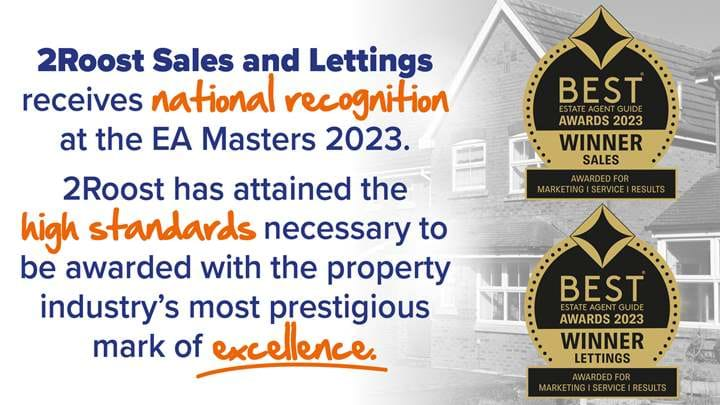 2Roost Sales and Lettings
receives national recognition
at the EA Masters 2023.
2Roost has attained the
high standards necessary to
be awarded with the property
industry's most prestigious
mark of excellence.
BEST
ESTATE AGENT GUIDE
AWARDS 2023
WINNER
SALES
AWARDED FOR
MARKETING | SERVICE | RESULTS
BEST
ESTATE AGENT GUIDE
AWARDS 2023
WINNER
LETTINGS
AWARDED FOR
MARKETING | SERVICE | RESULTS